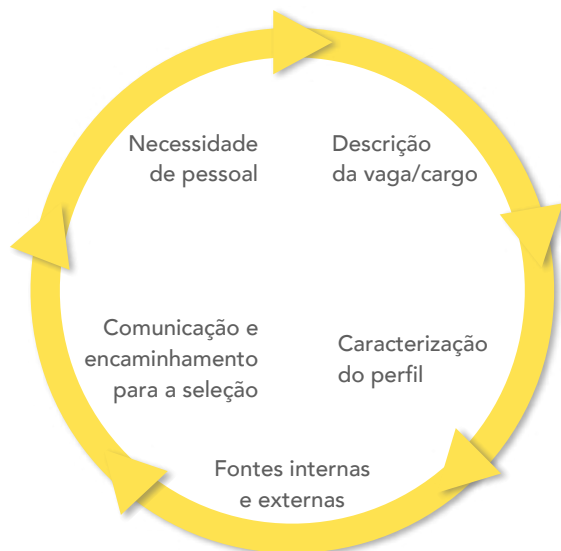 Necessidade
de pessoal
Descrição
da vaga/cargo
Caracterização
do perfil
Fontes internas
e externas
Comunicação e
encaminhamento
para a seleção